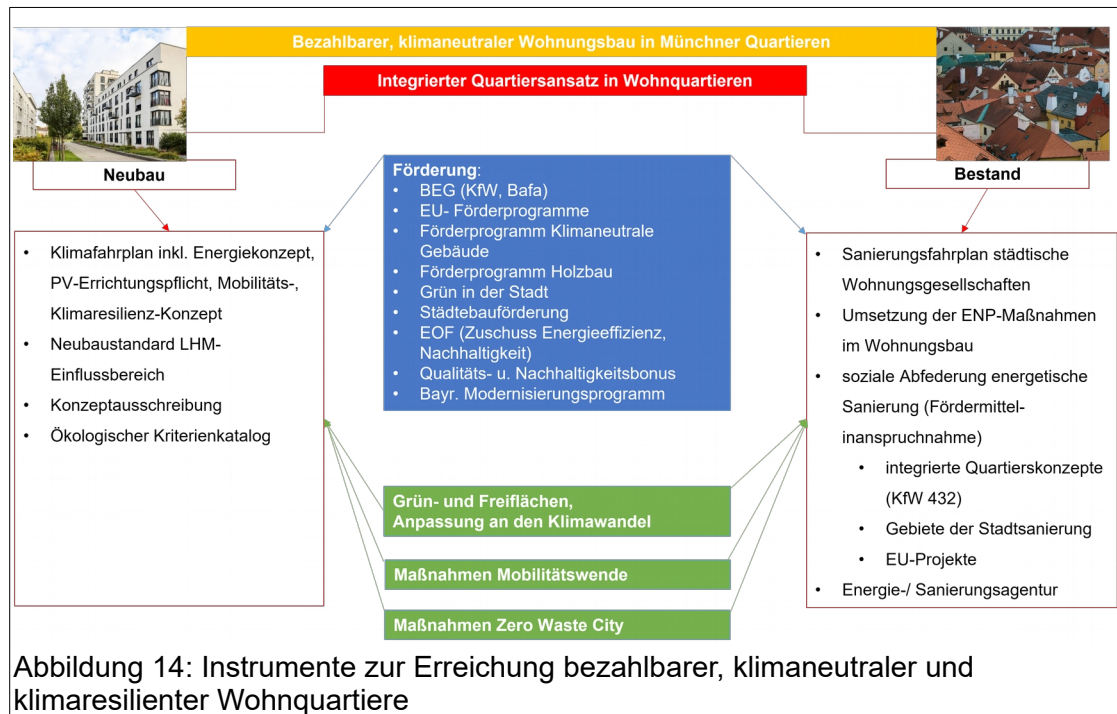 Bezahlbarer, klimaneutraler Wohnungsbau in Münchner Quartieren
Integrierter Quartiersansatz in Wohnquartieren
Neubau
• Klimafahrplan inkl. Energiekonzept,
PV-Errichtungspflicht, Mobilitäts-,
Klimaresilienz-Konzept
• Neubaustandard LHM-
Einflussbereich
• Konzeptausschreibung
• Ökologischer Kriterienkatalog
Förderung:
• BEG (KfW, Bafa)
• EU- Förderprogramme
• Förderprogramm Klimaneutrale
Gebäude
• Förderprogramm Holzbau
• Grün in der Stadt
• Städtebauförderung
• EOF (Zuschuss Energieeffizienz,
Nachhaltigkeit)
• Qualitäts- u. Nachhaltigkeitsbonus
• Bayr. Modernisierungsprogramm
Grün- und Freiflächen,
Anpassung an den Klimawandel
Maßnahmen Mobilitätswende
Maßnahmen Zero Waste City
Bestand
• Sanierungsfahrplan städtische
Wohnungsgesellschaften
• Umsetzung der ENP-Maßnahmen
im Wohnungsbau
• soziale Abfederung energetische
Sanierung (Fördermittel-
inanspruchnahme)
• integrierte Quartierskonzepte
(KfW 432)
• Gebiete der Stadtsanierung
• EU-Projekte
• Energie-/ Sanierungsagentur
Abbildung 14: Instrumente zur Erreichung bezahlbarer, klimaneutraler und
klimaresilienter Wohnquartiere